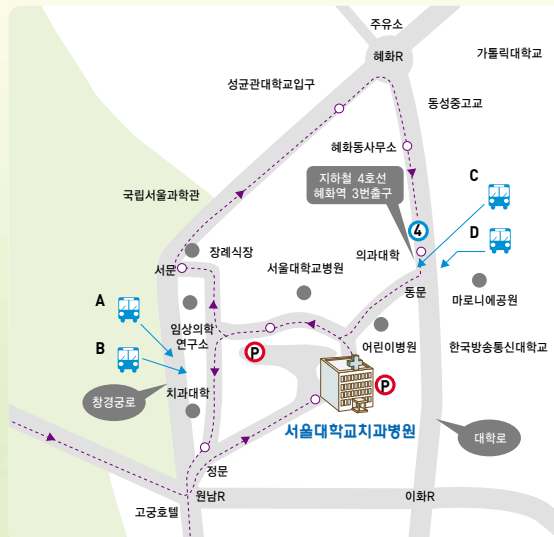 주유소
혜화R
가톨릭대학교
성균관대학교입구
동성중고교
혜화동사무소
지하철 4호선
혜화역 3번출구
C
국립서울과학관
4
D
장례식장
의과대학
서문
서울대학교병원
동문
마로니에공원
A
임상의학
연구소
어린이병원
한국방송통신대학교
B
P
치과대학
P
창경궁로
서울대학교치과병원
대학로
정문
원남R
이화R
고궁호텔